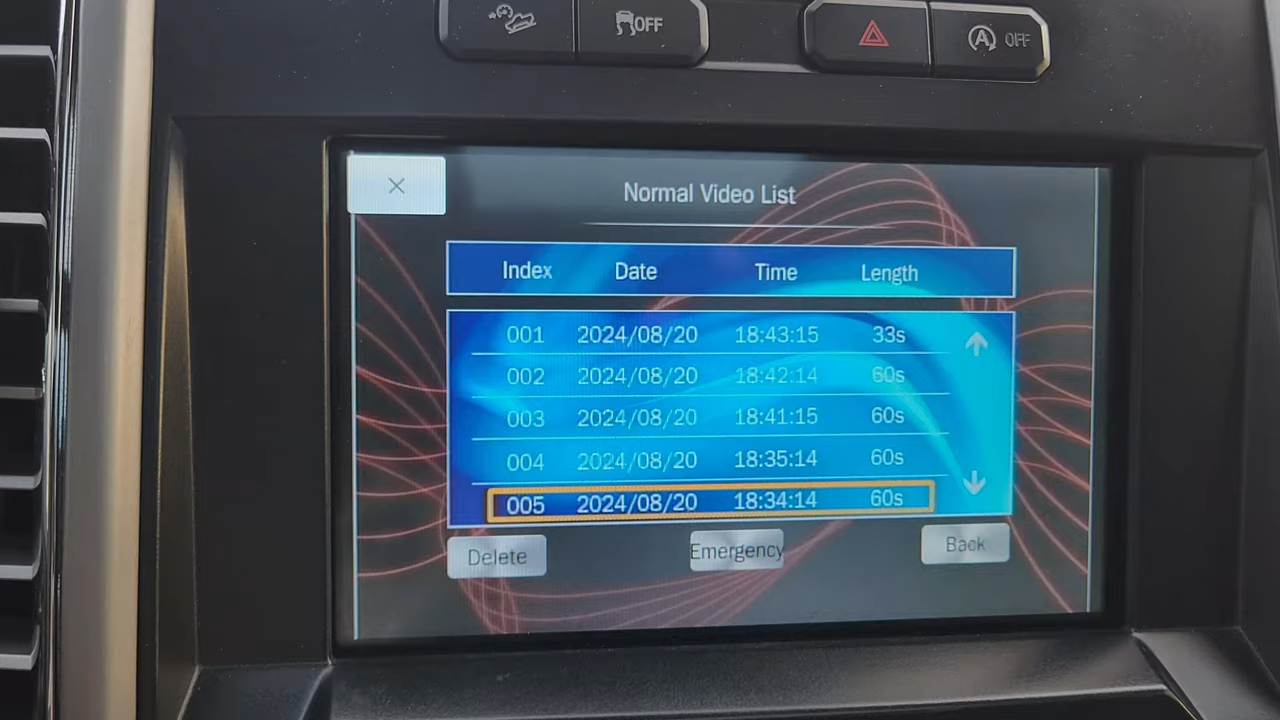 OFF
A OFF
Normal Video List
Index Date Time Length
001 2024/08/20 18:43:15 33s
002 2024/08/20 18:42:14 60s
003 2024/08/20 18:41:15 60s
004 2024/08/20 18:35:14 60s
005 2024/08/20 18:34:14 60s
Delete Emergency Back